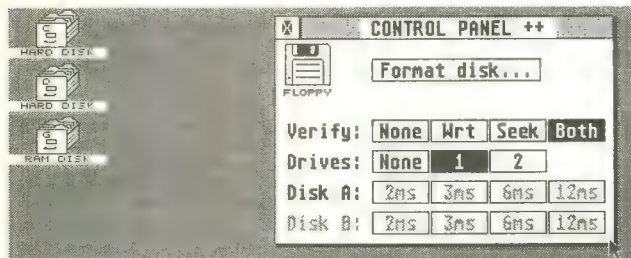 HARD DISK
HARD DISK
RAM DISK
CONTROL PANEL ++
FLOPPY
Format disk...
Verify: None Wrt Seek Both
Drives: None 1 2
Disk A: 2ms 3ms 6ms 12ms
Disk B: 2ms 3ms 6ms 12ms